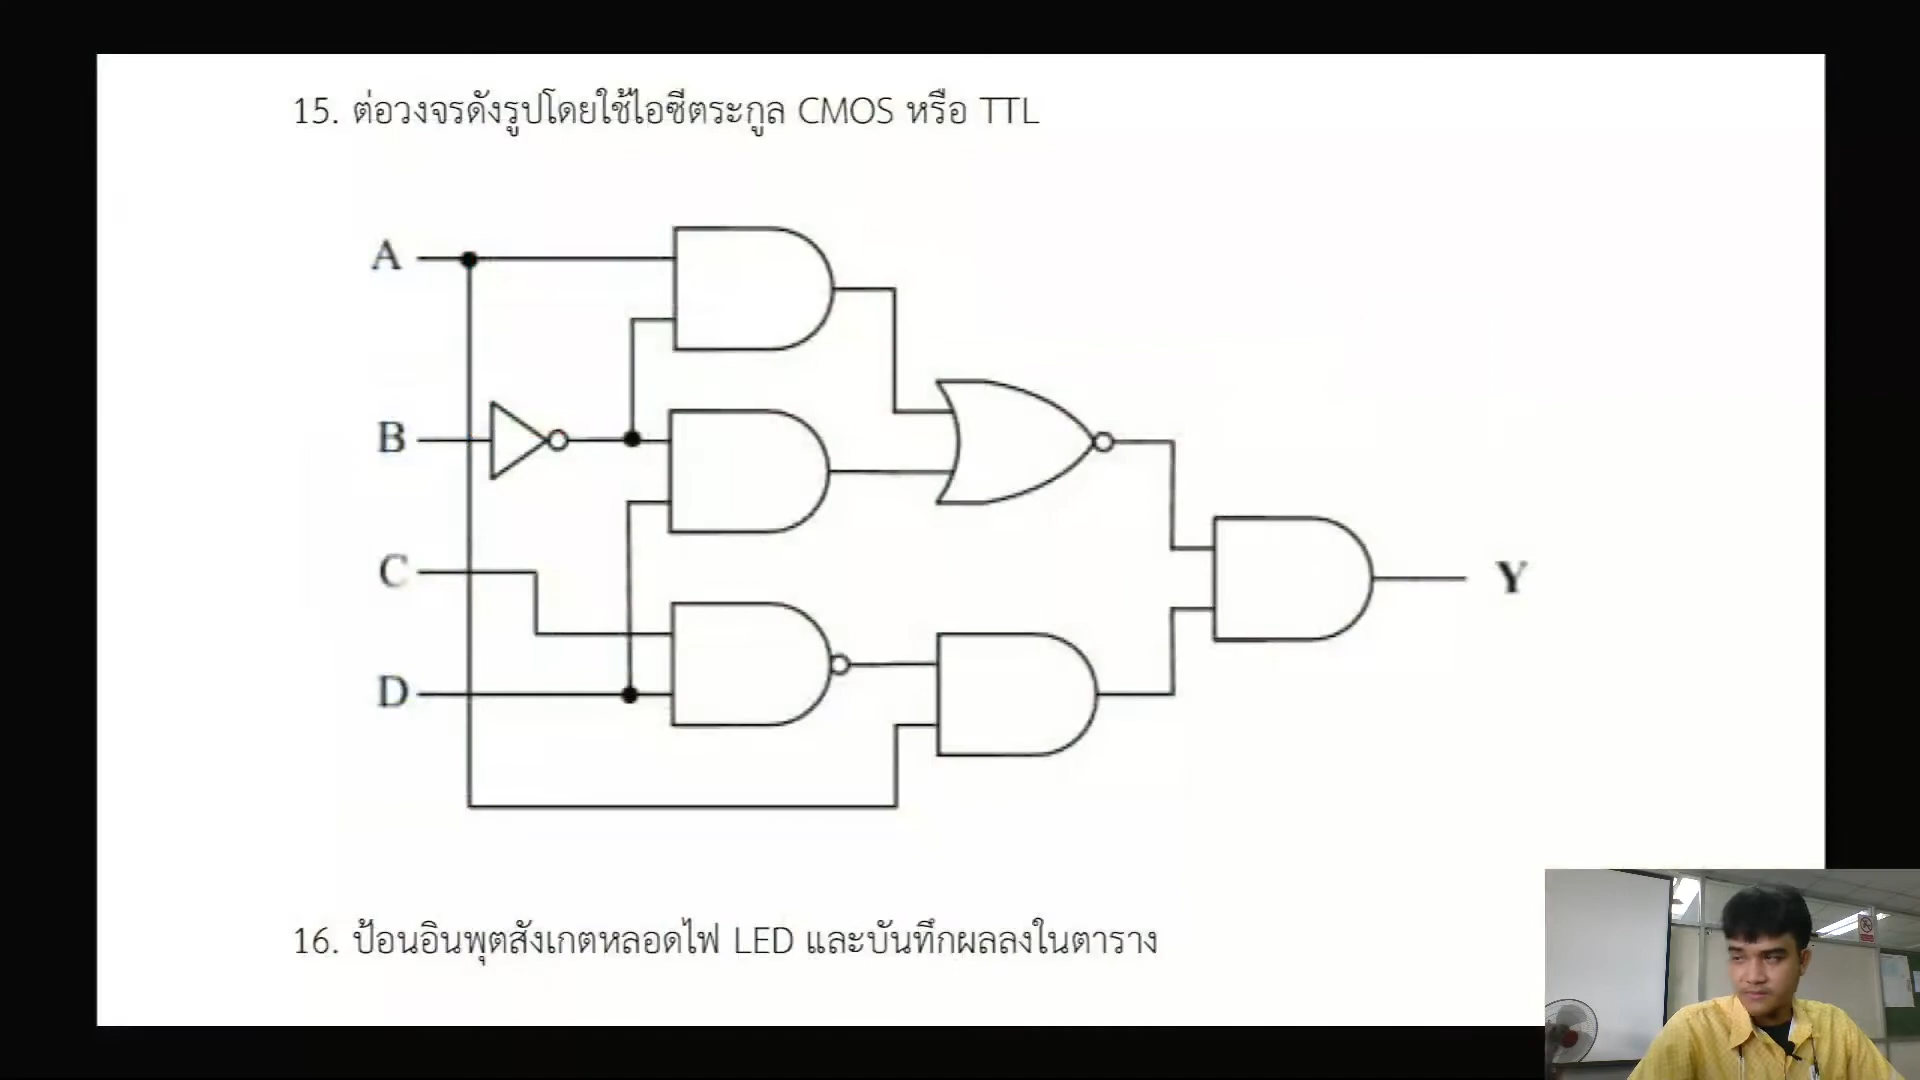 15. ต่อวงจรดังรูปโดยใช้ไอซีตระกูล CMOS หรือ TTL
A
B
C
D
Y
16. ป้อนอินพุตสังเกตหลอดไฟ LED และบันทึกผลลงในตาราง